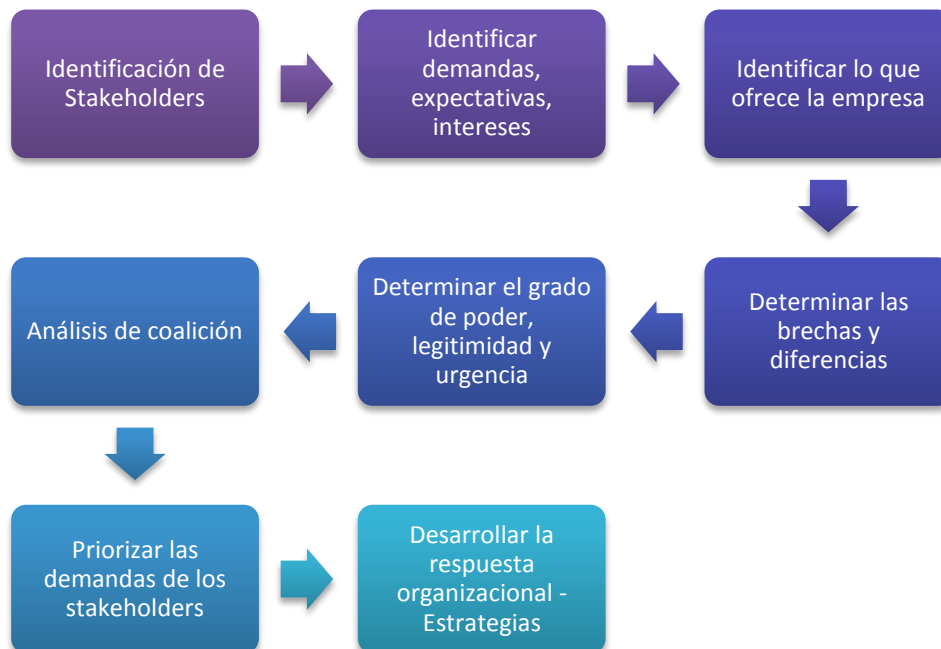 Identificación de
Stakeholders
Identificar
demandas,
expectativas,
intereses
Identificar lo que
ofrece la empresa
Determinar las
brechas y
diferencias
Determinar el grado
de poder,
legitimidad y
urgencia
Análisis de coalición
Priorizar las
demandas de los
stakeholders
Desarrollar la
respuesta
organizacional -
Estrategias